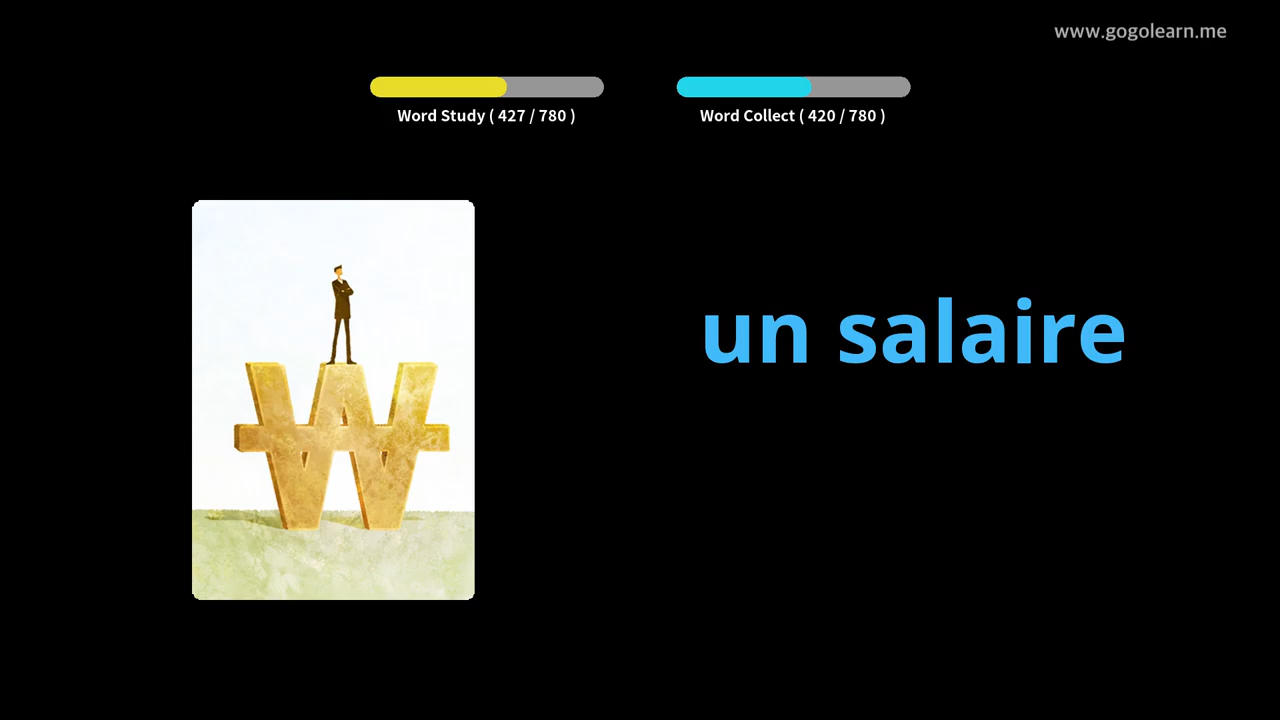 www.gogolearn.me
Word Study ( 427 / 780 )
Word Collect ( 420 / 780 )
₩
un salaire